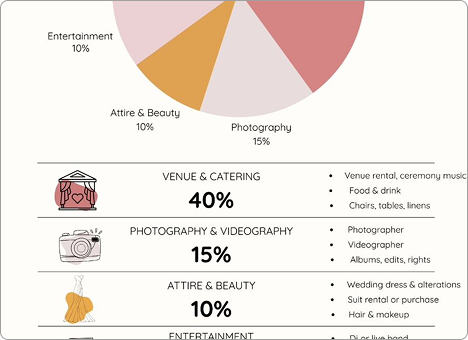 Entertainment
10%
Attire & Beauty
10%
Photography
15%
VENUE & CATERING
40%
• Venue rental, ceremony music
• Food & drink
• Chairs, tables, linens
PHOTOGRAPHY & VIDEOGRAPHY
15%
• Photographer
• Videographer
• Albums, edits, rights
ATTIRE & BEAUTY
10%
• Wedding dress & alterations
• Suit rental or purchase
• Hair & makeup
ENTERTAINMENT
• Dj or live band